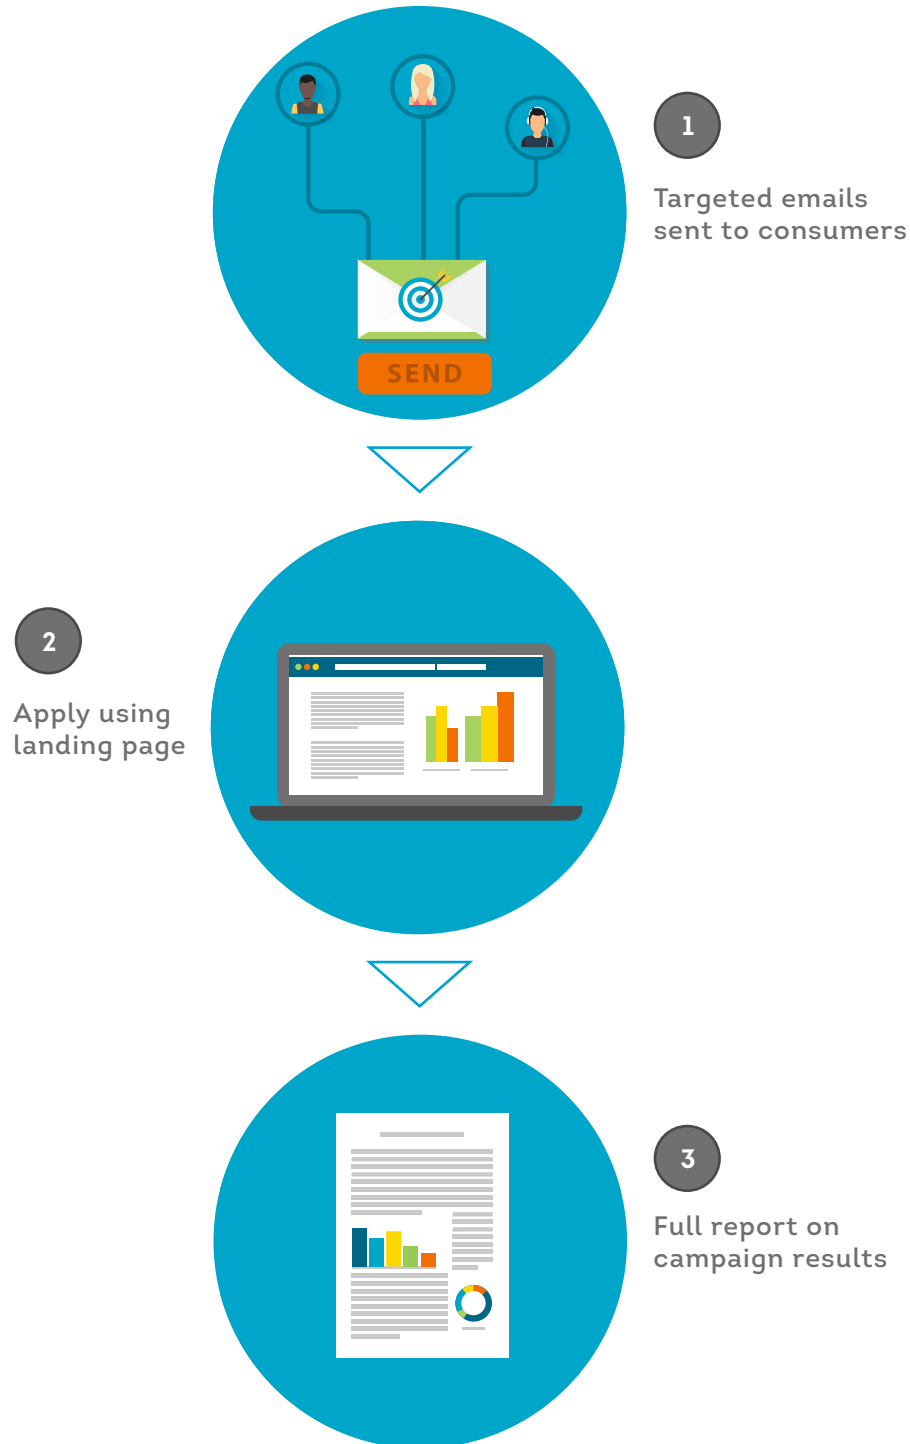 1
Targeted emails
sent to consumers
SEND
2
Apply using
landing page
3
Full report on
campaign results